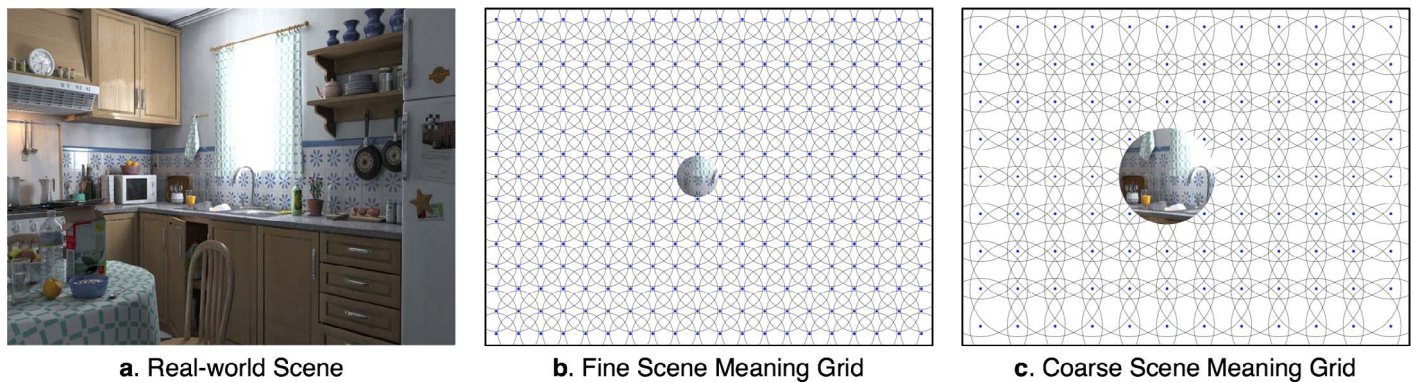 a. Real-world Scene
b. Fine Scene Meaning Grid
c. Coarse Scene Meaning Grid